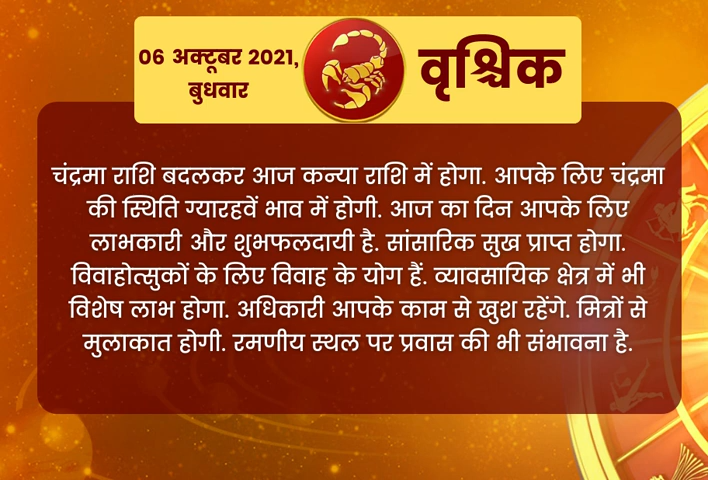 06 अक्टूबर 2021,
बुधवार
वृश्चिक
चंद्रमा राशि बदलकर आज कन्या राशि में होगा. आपके लिए चंद्रमा
की स्थिति ग्यारहवें भाव में होगी. आज का दिन आपके लिए
लाभकारी और शुभफलदायी है. सांसारिक सुख प्राप्त होगा.
विवाहोत्सुकों के लिए विवाह के योग हैं. व्यावसायिक क्षेत्र में भी
विशेष लाभ होगा. अधिकारी आपके काम से खुश रहेंगे. मित्रों से
मुलाकात होगी. रमणीय स्थल पर प्रवास की भी संभावना है.